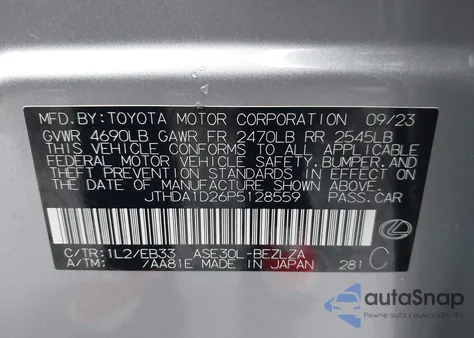 MFD.BY:TOYOTA MOTOR CORPORATION 09/23
GVWR 4690LB GAWR FR 2470LB RR 2545LB
THIS VEHICLE CONFORMS TO ALL APPLICABLE
FEDERAL MOTOR VEHICLE SAFETY, BUMPER, AND
THEFT PREVENTION STANDARDS IN EFFECT ON
THE DATE OF MANUFACTURE SHOWN ABOVE.
JTHDA1D26P5128559 PASS.CAR
C/TR:1L2/EB33 ASE30L-BEZLZA
A/TM: /AA81E MADE IN JAPAN 281 C
autoSnap